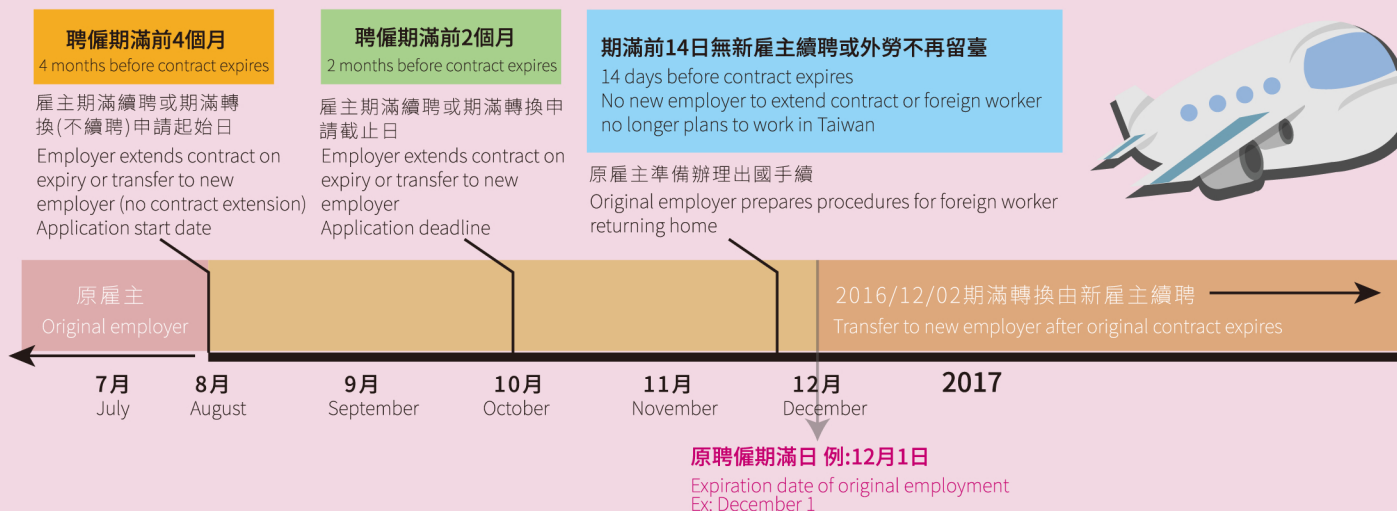 聘僱期滿前4個月
4 months before contract expires
雇主期滿續聘或期滿轉
換(不續聘)申請起始日
Employer extends contract on
expiry or transfer to new
employer (no contract extension)
Application start date
聘僱期滿前2個月
2 months before contract expires
雇主期滿續聘或期滿轉換申
請截止日
Employer extends contract on
expiry or transfer to new
employer
Application deadline
期滿前14日無新雇主續聘或外勞不再留臺
14 days before contract expires
No new employer to extend contract or foreign worker
no longer plans to work in Taiwan
原雇主準備辦理出國手續
Original employer prepares procedures for foreign worker
returning home
原雇主
Original employer
2016/12/02期滿轉換由新雇主續聘
Transfer to new employer after original contract expires
7月
July
8月
August
9月
September
10月
October
11月
November
12月
December
2017
原聘僱期滿日 例:12月1日
Expiration date of original employment
Ex: December 1